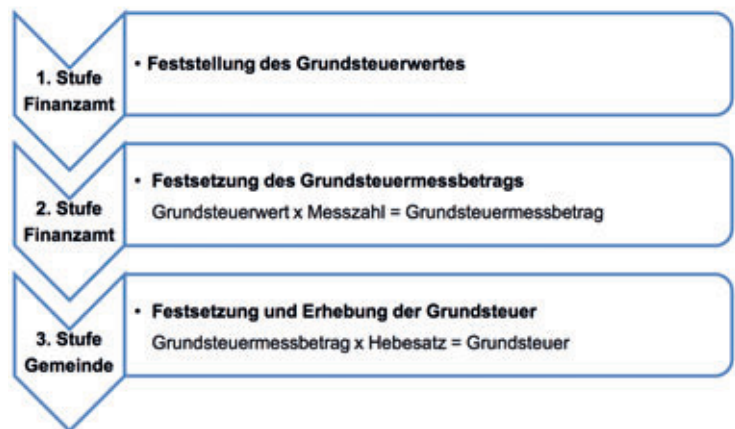 1. Stufe
Finanzamt
• Feststellung des Grundsteuerwertes
2. Stufe
Finanzamt
• Festsetzung des Grundsteuermessbetrags
Grundsteuerwert x Messzahl = Grundsteuermessbetrag
3. Stufe
Gemeinde
• Festsetzung und Erhebung der Grundsteuer
Grundsteuermessbetrag x Hebesatz = Grundsteuer